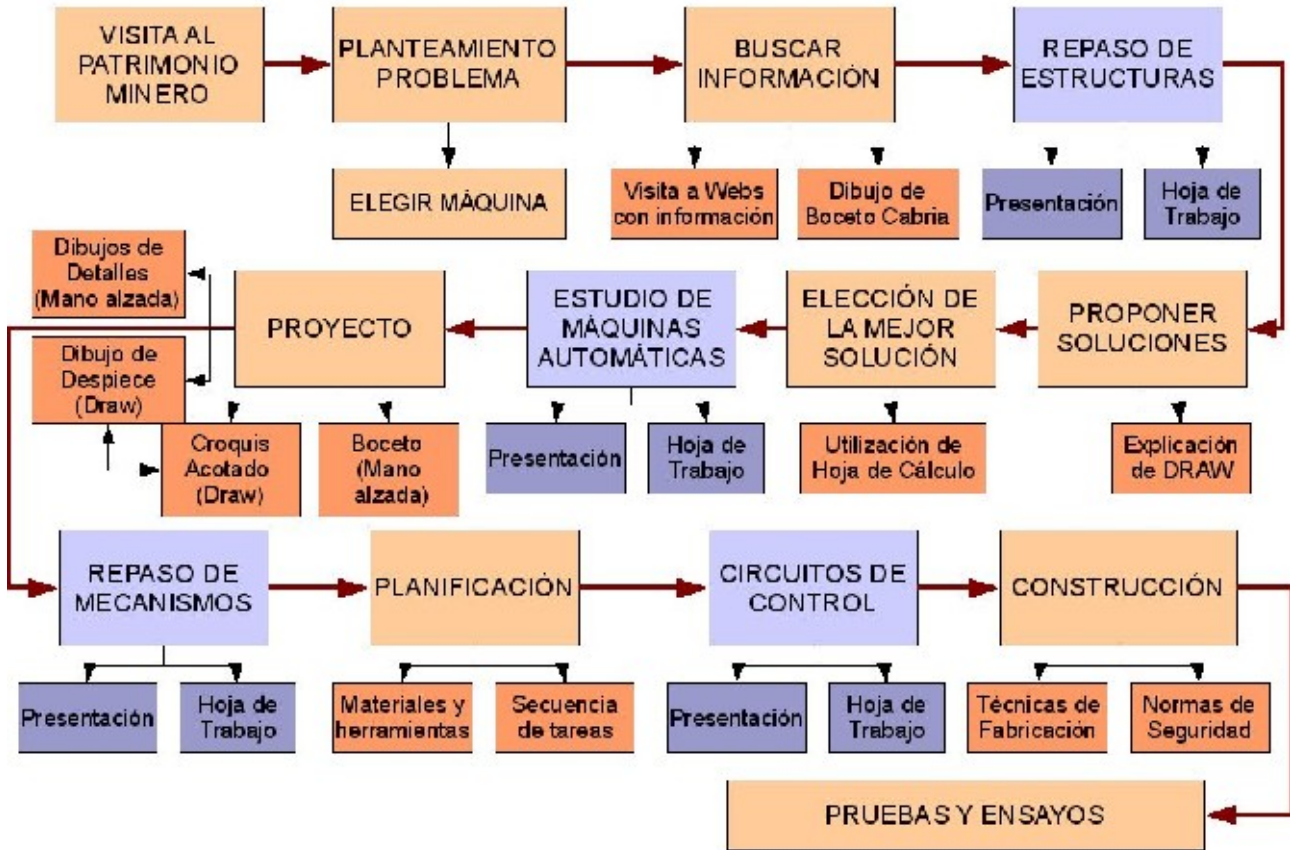 VISITA AL
PATRIMONIO
MINERO
PLANTEAMIENTO
PROBLEMA
BUSCAR
INFORMACIÓN
REPASO DE
ESTRUCTURAS
ELEGIR MÁQUINA
Visita a Webs
con información
Dibujo de
Boceto Cabria
Presentación
Hoja de
Trabajo
PROPONER
SOLUCIONES
ELECCIÓN DE
LA MEJOR
SOLUCIÓN
ESTUDIO DE
MÁQUINAS
AUTOMÁTICAS
PROYECTO
Dibujos de
Detalles
(Mano alzada)
Dibujo de
Despiece
(Draw)
Croquis
Acotado
(Draw)
Boceto
(Mano
alzada)
Presentación
Hoja de
Trabajo
Utilización de
Hoja de Cálculo
Explicación
de DRAW
REPASO DE
MECANISMOS
PLANIFICACIÓN
CIRCUITOS DE
CONTROL
CONSTRUCCIÓN
Presentación
Hoja de
Trabajo
Materiales y
herramientas
Secuencia
de tareas
Presentación
Hoja de
Trabajo
Técnicas de
Fabricación
Normas de
Seguridad
PRUEBAS Y ENSAYOS